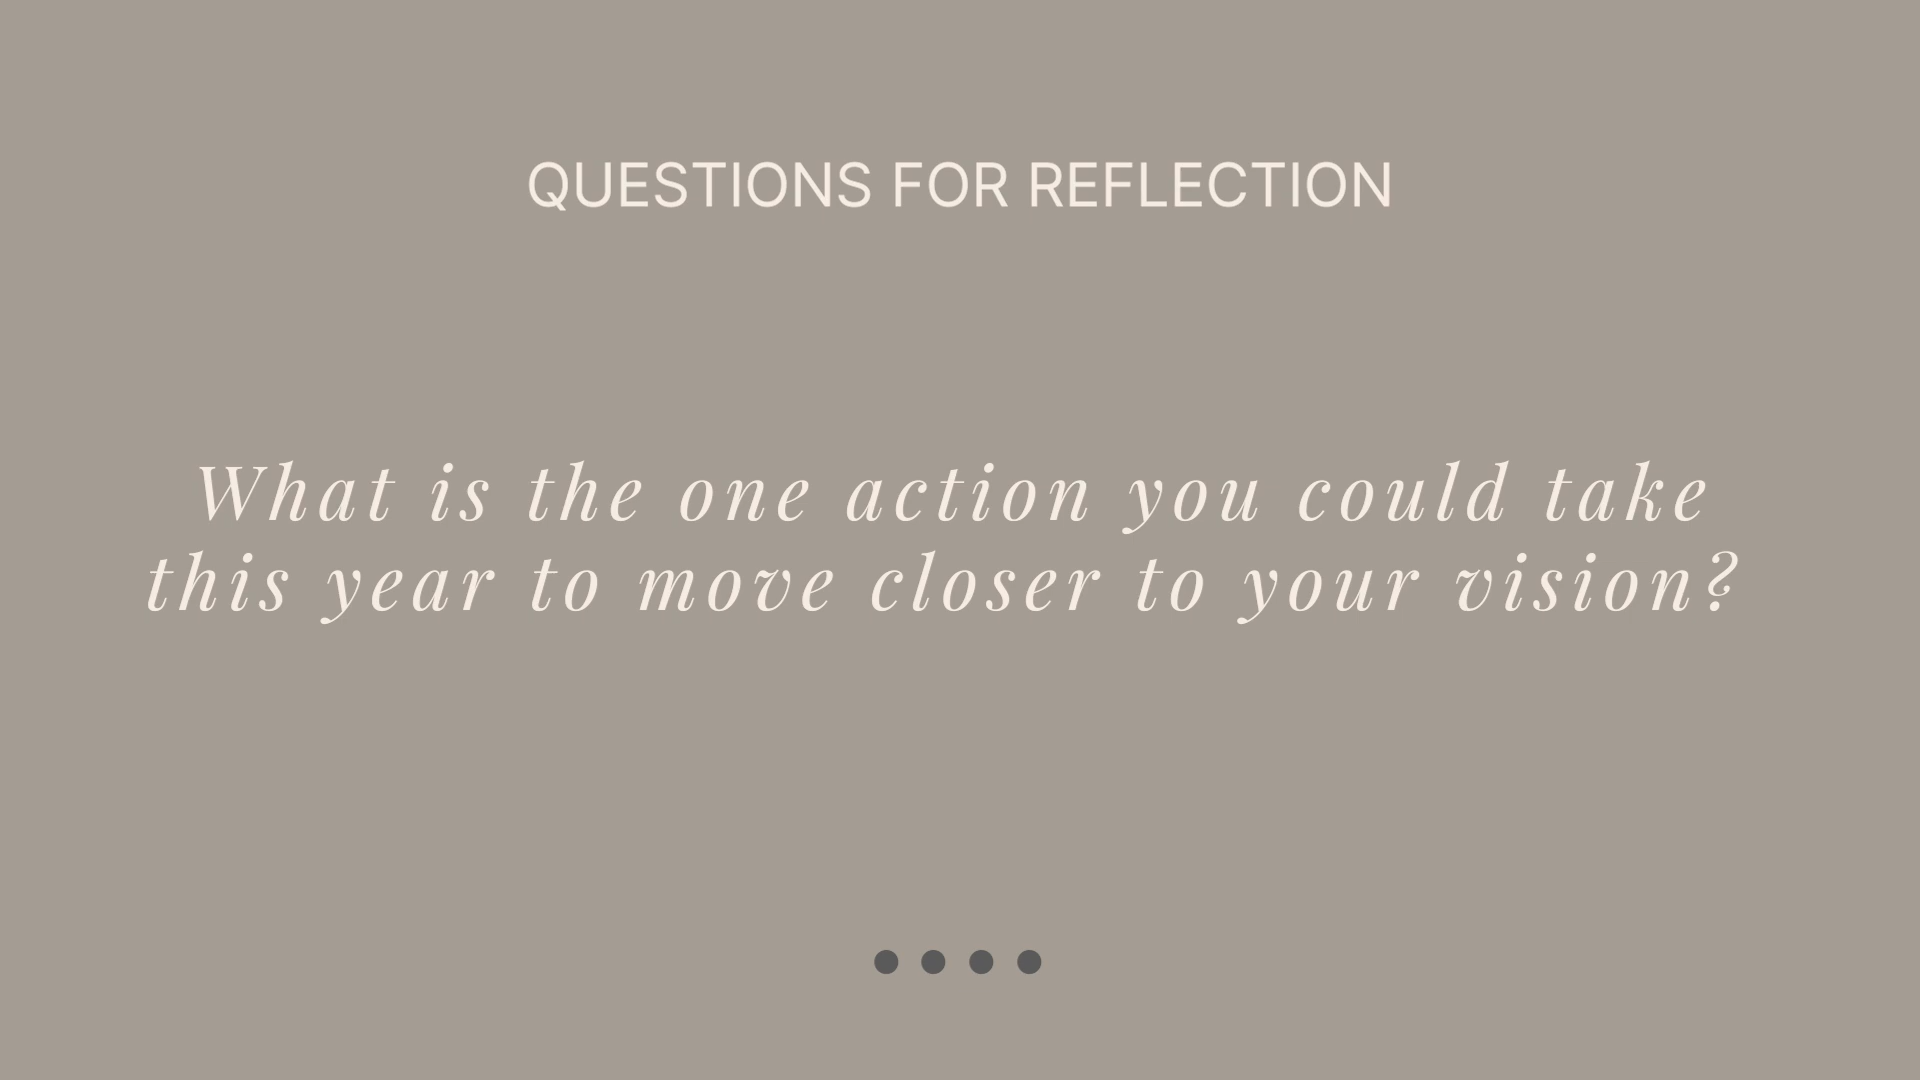 QUESTIONS FOR REFLECTION
What is the one action you could take
this year to move closer to your vision?